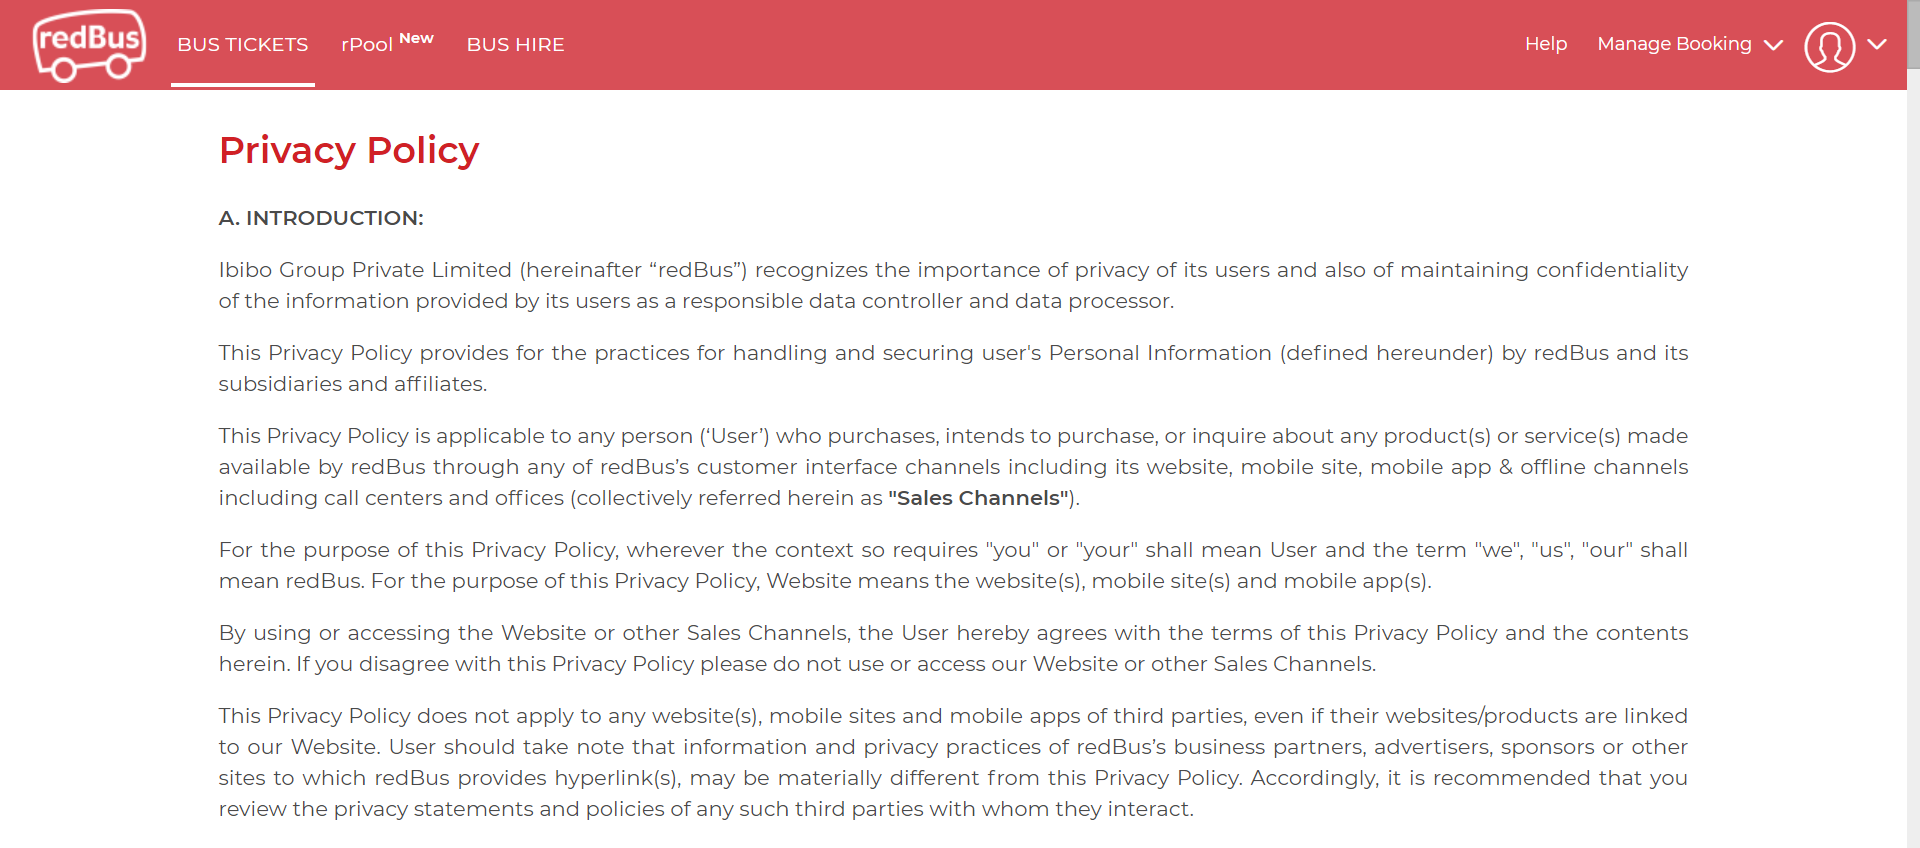 redBus
BUS TICKETS
rPool New
BUS HIRE
Help
Manage Booking
Privacy Policy
A. INTRODUCTION:
Ibibo Group Private Limited (hereinafter “redBus”) recognizes the importance of privacy of its users and also of maintaining confidentiality
of the information provided by its users as a responsible data controller and data processor.
This Privacy Policy provides for the practices for handling and securing user's Personal Information (defined hereunder) by redBus and its
subsidiaries and affiliates.
This Privacy Policy is applicable to any person (‘User’) who purchases, intends to purchase, or inquire about any product(s) or service(s) made
available by redBus through any of redBus’s customer interface channels including its website, mobile site, mobile app & offline channels
including call centers and offices (collectively referred herein as "Sales Channels").
For the purpose of this Privacy Policy, wherever the context so requires "you" or "your" shall mean User and the term "we", "us", "our" shall
mean redBus. For the purpose of this Privacy Policy, Website means the website(s), mobile site(s) and mobile app(s).
By using or accessing the Website or other Sales Channels, the User hereby agrees with the terms of this Privacy Policy and the contents
herein. If you disagree with this Privacy Policy please do not use or access our Website or other Sales Channels.
This Privacy Policy does not apply to any website(s), mobile sites and mobile apps of third parties, even if their websites/products are linked
to our Website. User should take note that information and privacy practices of redBus’s business partners, advertisers, sponsors or other
sites to which redBus provides hyperlink(s), may be materially different from this Privacy Policy. Accordingly, it is recommended that you
review the privacy statements and policies of any such third parties with whom they interact.